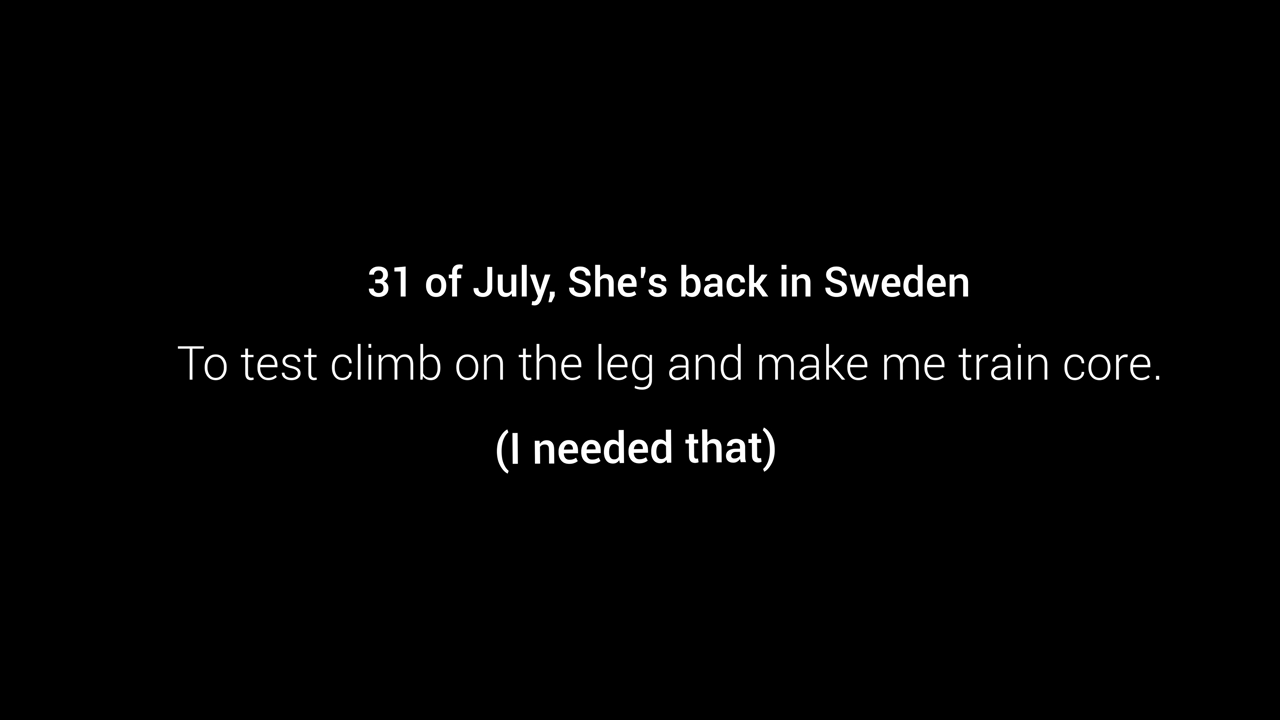 31 of July, She's back in Sweden
To test climb on the leg and make me train core.
(I needed that)